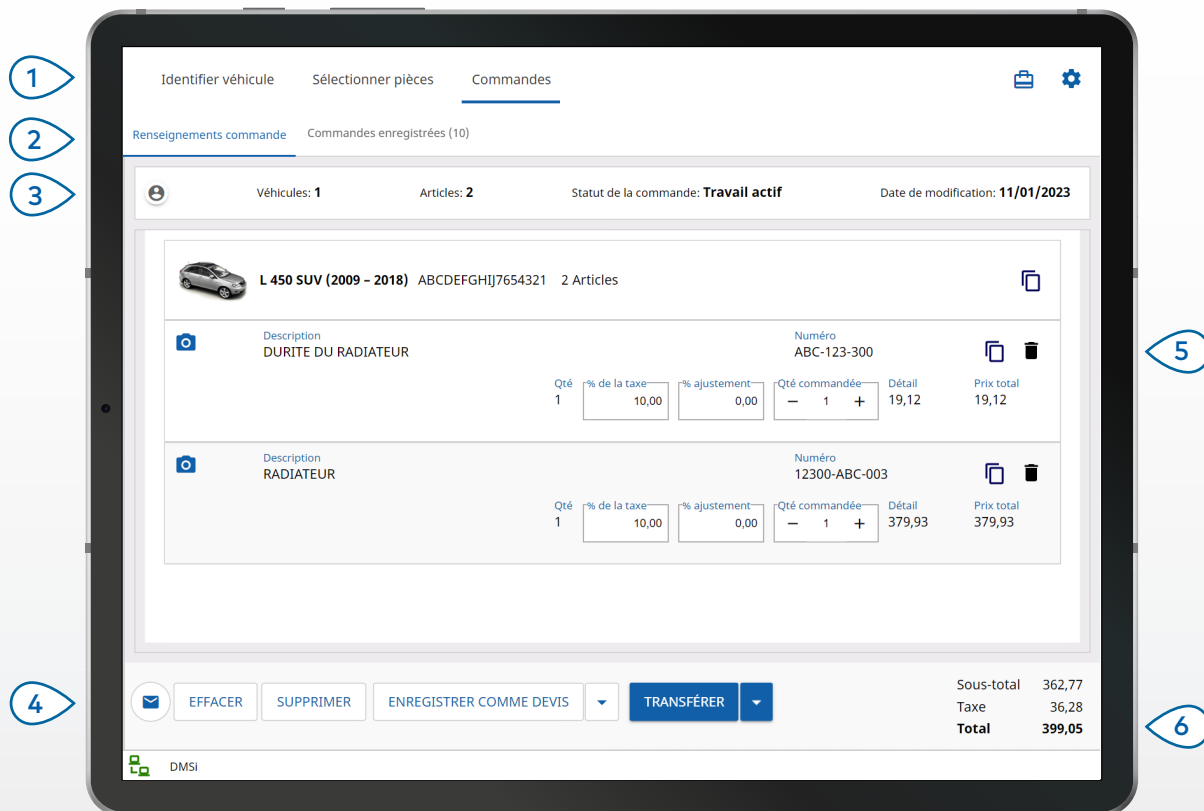 1
Identifier véhicule Sélectionner pièces Commandes
2
Renseignements commande Commandes enregistrées (10)
3
Véhicules: 1 Articles: 2 Statut de la commande: Travail actif Date de modification: 11/01/2023
L 450 SUV (2009 – 2018) ABCDEFGHIJ7654321 2 Articles
Description Numéro
DURITE DU RADIATEUR ABC-123-300
5
Qté % de la taxe % ajustement Qté commandée Détail Prix total
1 10,00 0,00 − 1 + 19,12 19,12
Description Numéro
RADIATEUR 12300-ABC-003
Qté % de la taxe % ajustement Qté commandée Détail Prix total
1 10,00 0,00 − 1 + 379,93 379,93
4
EFFACER SUPPRIMER ENREGISTRER COMME DEVIS TRANSFÉRER
Sous-total 362,77
Taxe 36,28
Total 399,05
6
DMSi